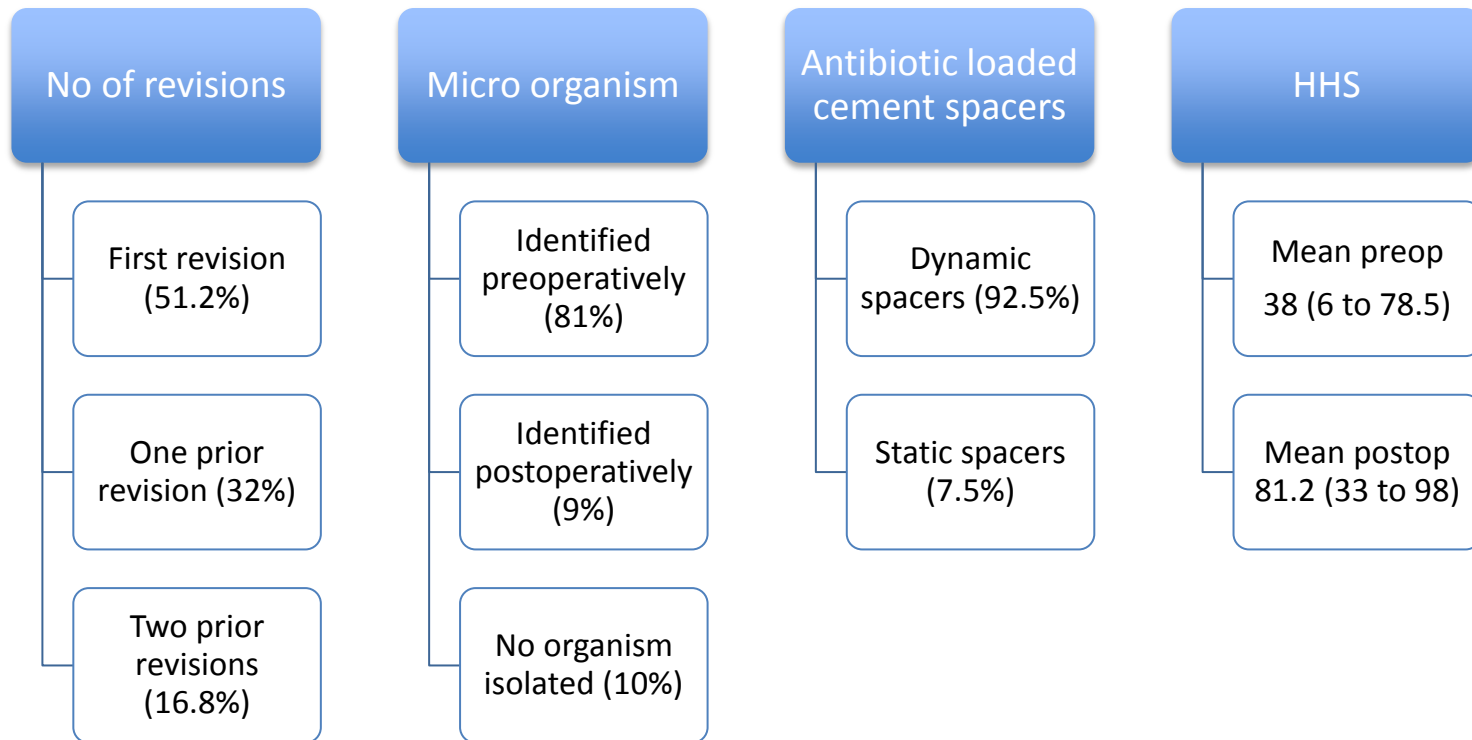 No of revisions
First revision
(51.2%)
One prior
revision (32%)
Two prior
revisions
(16.8%)
Micro organism
Identified
preoperatively
(81%)
Identified
postoperatively
(9%)
No organism
isolated (10%)
Antibiotic loaded
cement spacers
Dynamic
spacers (92.5%)
Static spacers
(7.5%)
HHS
Mean preop
38 (6 to 78.5)
Mean postop
81.2 (33 to 98)